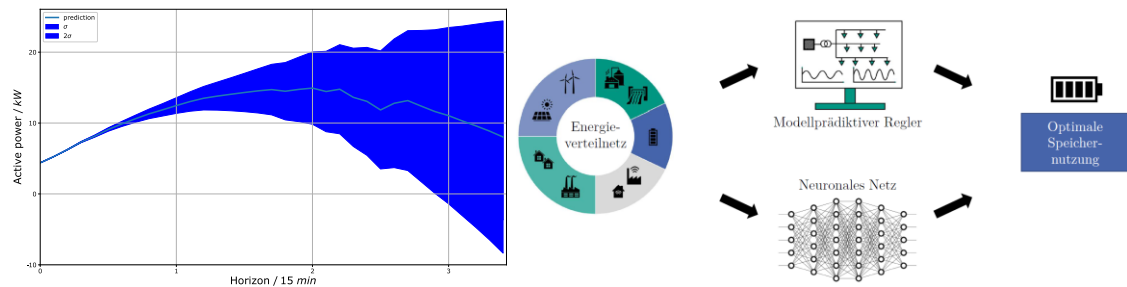 prediction
σ
2σ
Active power / kW
20
10
0
-10
0
1
2
3
Horizon / 15 min
Energie-
verteilnetz
Modellprädiktiver Regler
Neuronales Netz
Optimale
Speicher-
nutzung